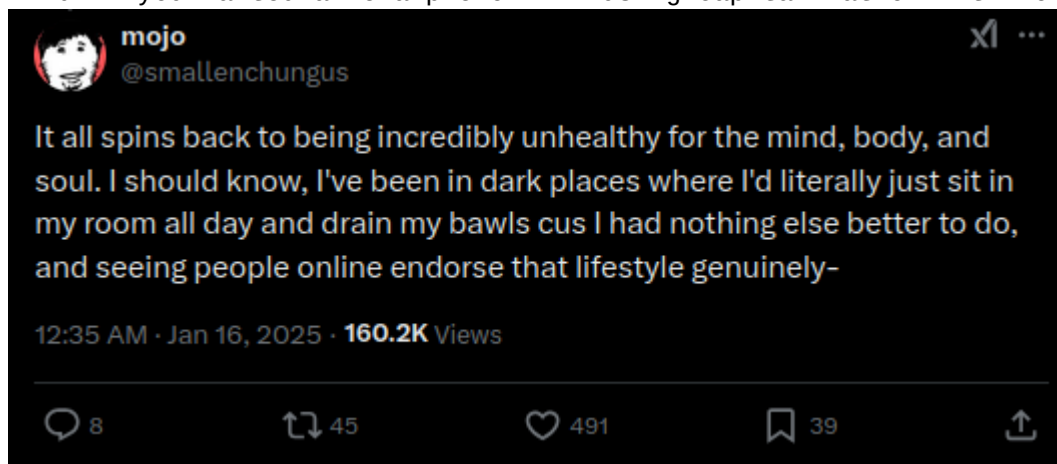 mojo
@smallenchungus
It all spins back to being incredibly unhealthy for the mind, body, and
soul. I should know, I've been in dark places where I'd literally just sit in
my room all day and drain my bawls cus I had nothing else better to do,
and seeing people online endorse that lifestyle genuinely-
12:35 AM · Jan 16, 2025 · 160.2K Views
8 45 491 39